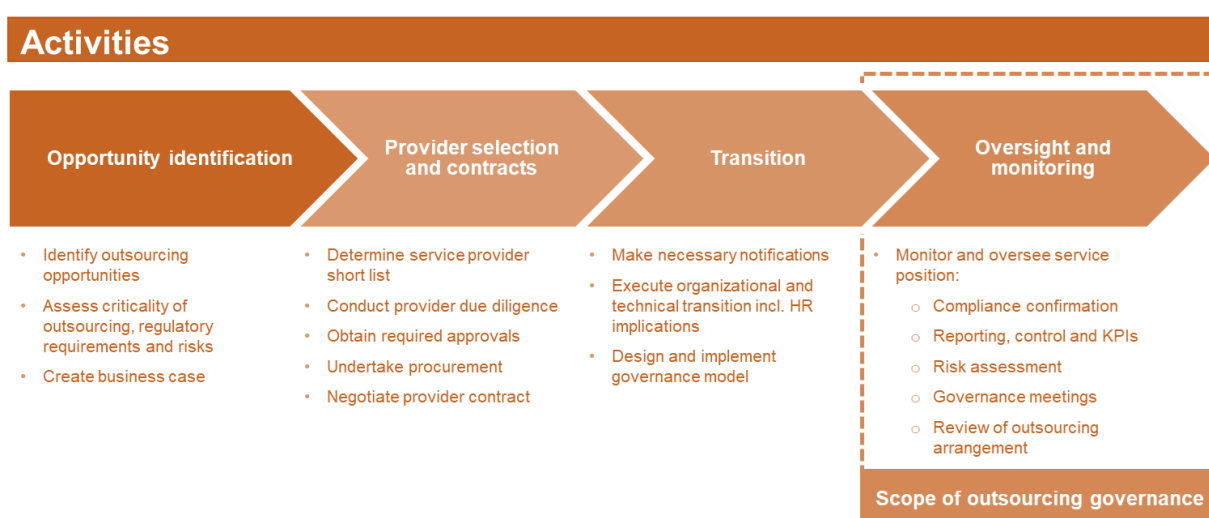 Activities
Opportunity identification
Provider selection
and contracts
Transition
Oversight and
monitoring
• Identify outsourcing
opportunities
• Assess criticality of
outsourcing, regulatory
requirements and risks
• Create business case
• Determine service provider
short list
• Conduct provider due diligence
• Obtain required approvals
• Undertake procurement
• Negotiate provider contract
• Make necessary notifications
• Execute organizational and
technical transition incl. HR
implications
• Design and implement
governance model
• Monitor and oversee service
position:
o Compliance confirmation
o Reporting, control and KPIs
o Risk assessment
o Governance meetings
o Review of outsourcing
arrangement
Scope of outsourcing governance